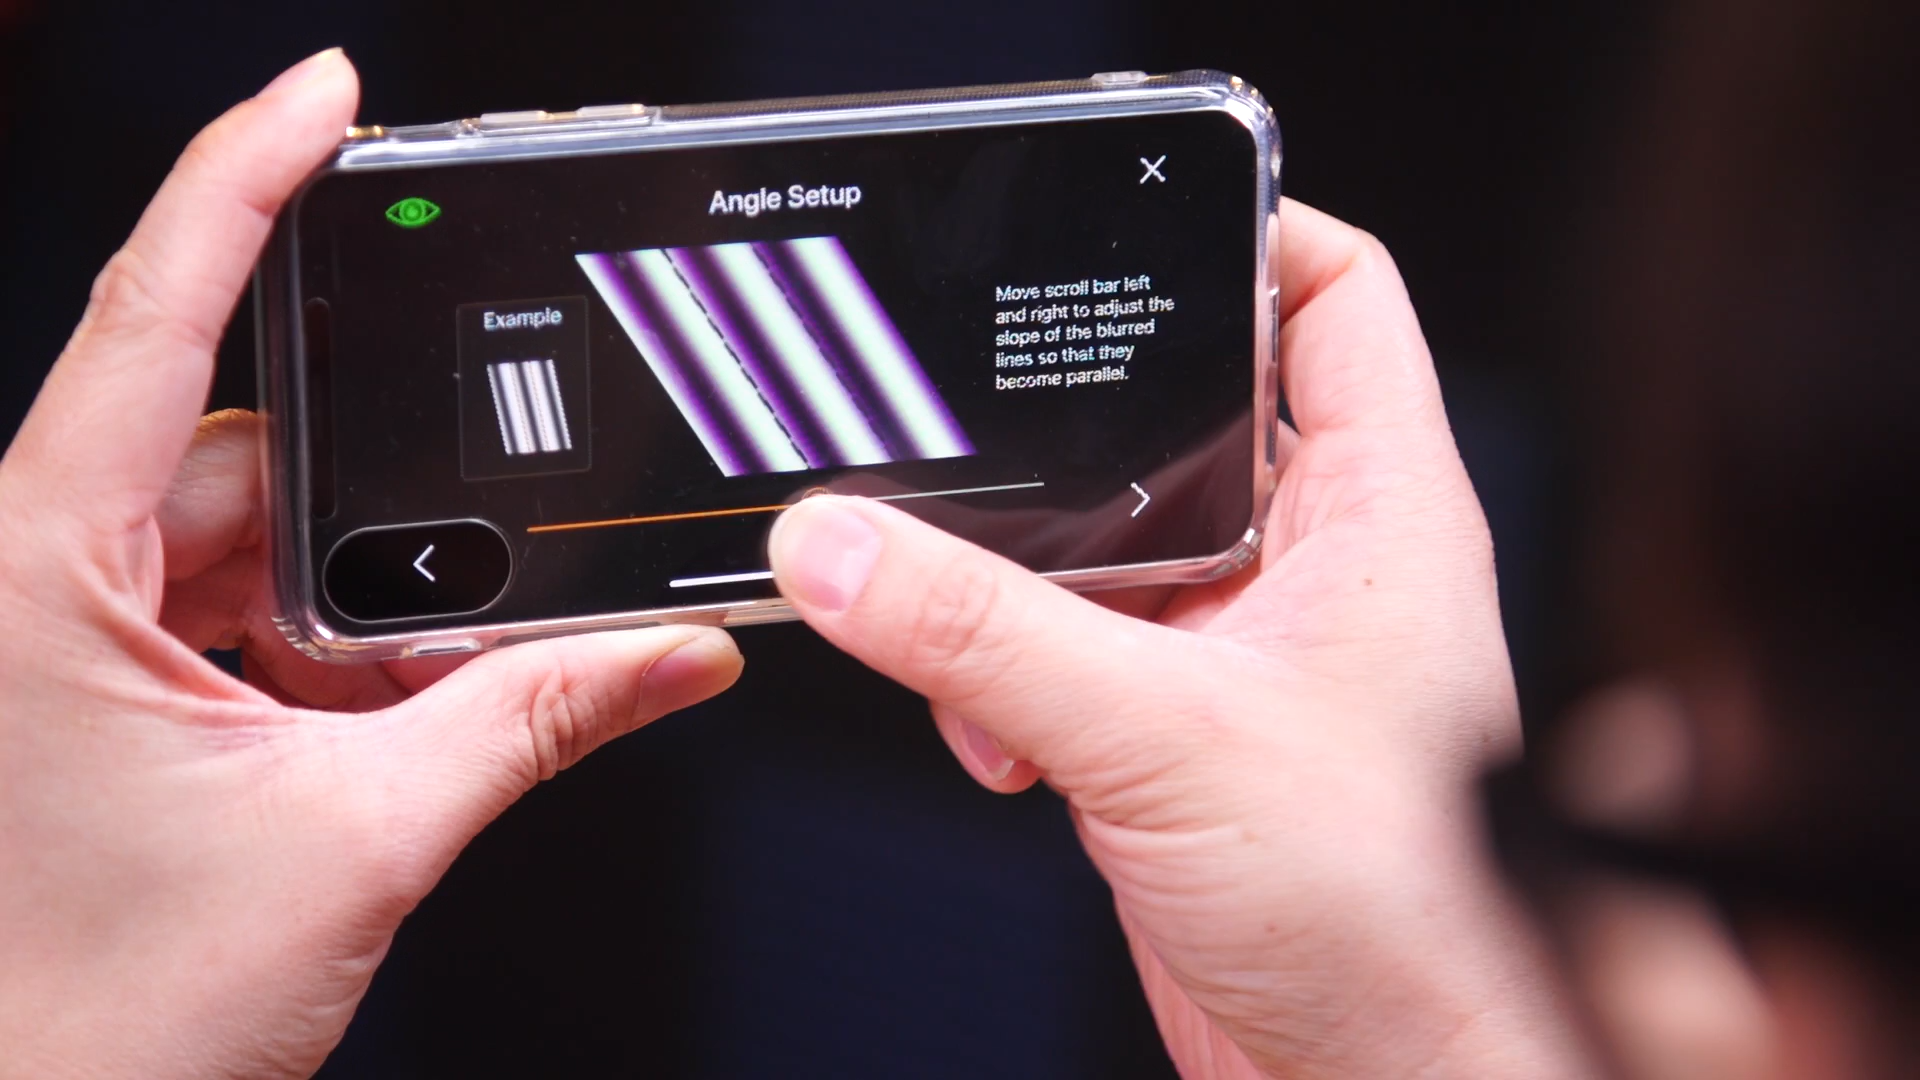 Angle Setup
Example
Move scroll bar left
and right to adjust the
slope of the blurred
lines so that they
become parallel.